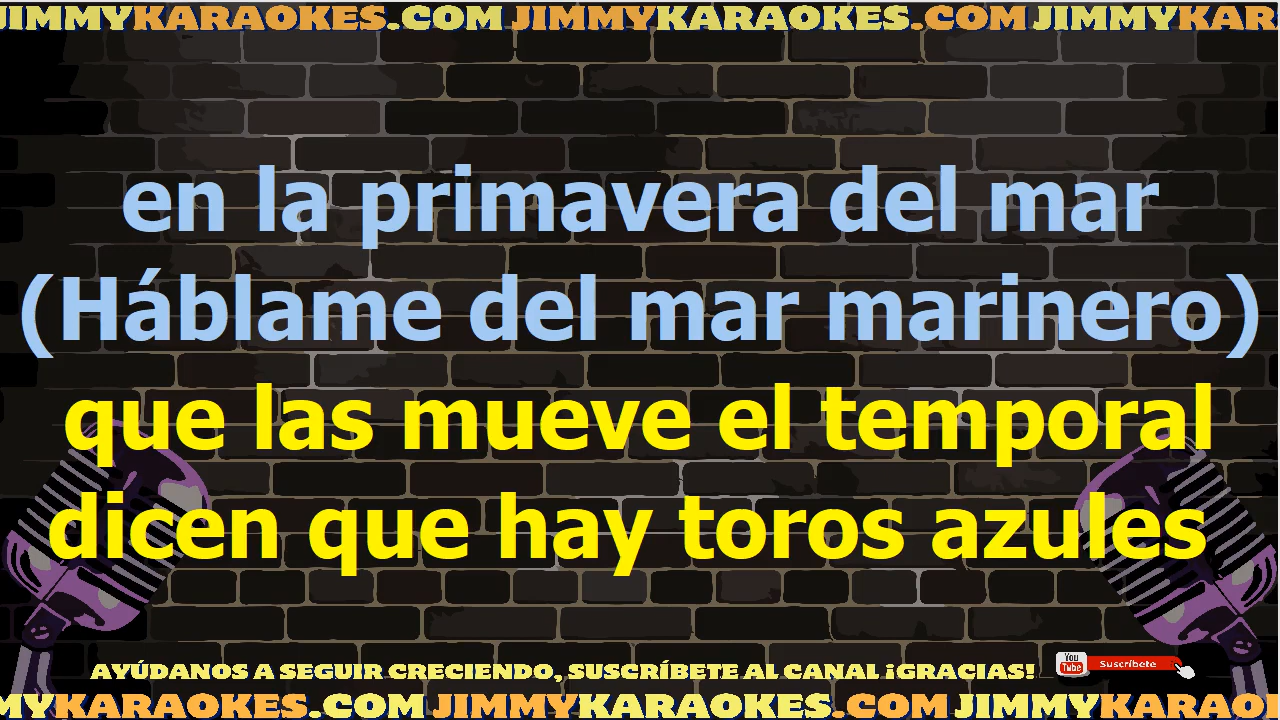 JIMMYKARAOKES.COM JIMMYKARAOKES.COM JIMMYKAR
en la primavera del mar
(Háblame del mar marinero)
que las mueve el temporal
dicen que hay toros azules
AYÚDANOS A SEGUIR CRECIENDO, SUSCRÍBETE AL CANAL ¡GRACIAS!
You Tube Suscríbete
MYKARAOKES.COM JIMMYKARAOKES.COM JIMMYKARAO